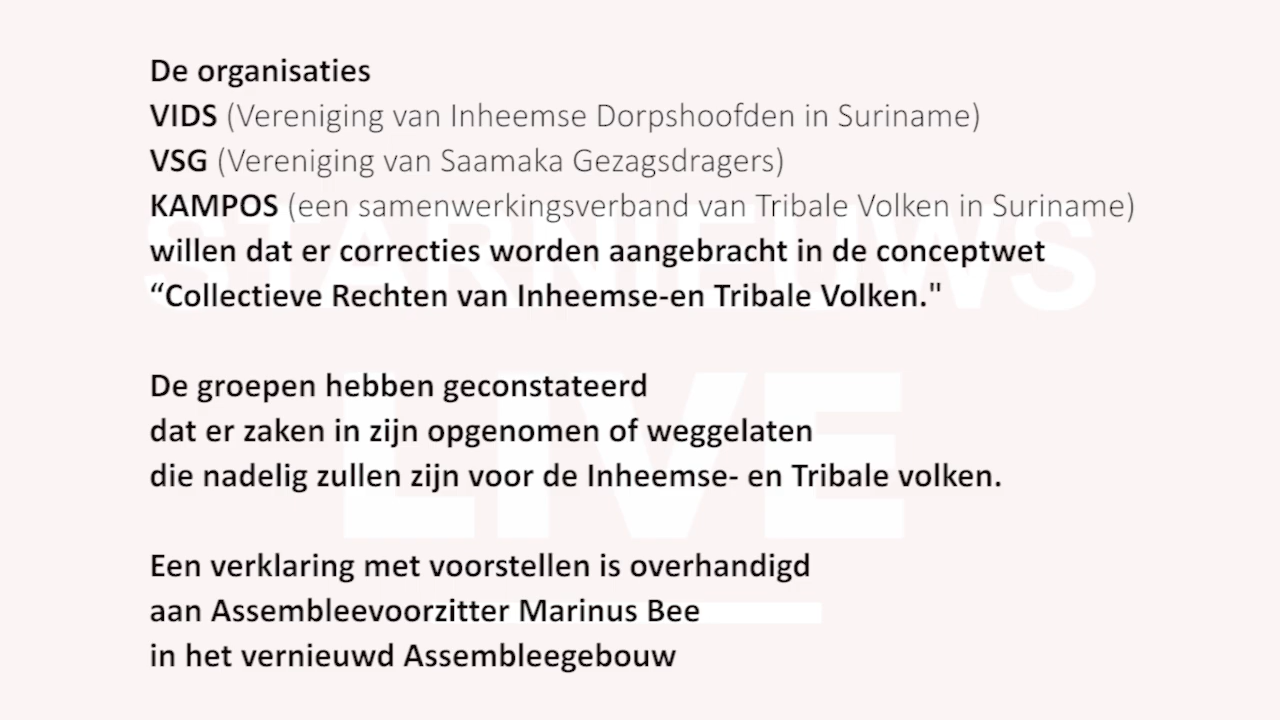 De organisaties
VIDS (Vereniging van Inheemse Dorpshoofden in Suriname)
VSG (Vereniging van Saamaka Gezagsdragers)
KAMPOS (een samenwerkingsverband van Tribale Volken in Suriname)
willen dat er correcties worden aangebracht in de conceptwet
“Collectieve Rechten van Inheemse-en Tribale Volken."
De groepen hebben geconstateerd
dat er zaken in zijn opgenomen of weggelaten
die nadelig zullen zijn voor de Inheemse- en Tribale volken.
Een verklaring met voorstellen is overhandigd
aan Assembleevoorzitter Marinus Bee
in het vernieuwd Assembleegebouw
STARNIEUWS
LIVE